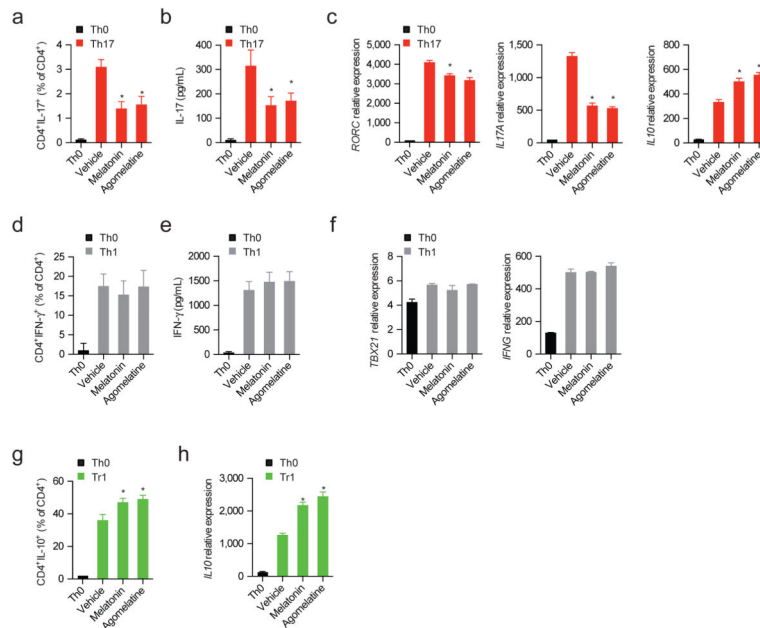 a
Th0
Th17
CD4⁺IL-17⁺ (% of CD4⁺)
4
3
2
1
0
*
*
Th0
Vehicle
Melatonin
Agomelatine
b
Th0
Th17
IL-17 (pg/mL)
400
300
200
100
0
*
*
Th0
Vehicle
Melatonin
Agomelatine
c
Th0
Th17
RORC relative expression
5,000
4,000
3,000
2,000
1,000
0
*
*
Th0
Vehicle
Melatonin
Agomelatine
IL17A relative expression
1,500
1,000
500
0
*
*
Th0
Vehicle
Melatonin
Agomelatine
IL10 relative expression
800
600
400
200
0
*
*
Th0
Vehicle
Melatonin
Agomelatine
d
Th0
Th1
CD4⁺IFN-γ⁺ (% of CD4⁺)
25
20
15
10
5
0
Th0
Vehicle
Melatonin
Agomelatine
e
Th0
Th1
IFN-γ (pg/mL)
2000
1500
1000
500
0
Th0
Vehicle
Melatonin
Agomelatine
f
Th0
Th1
TBX21 relative expression
8
6
4
2
0
Th0
Vehicle
Melatonin
Agomelatine
IFNG relative expression
600
400
200
0
Th0
Vehicle
Melatonin
Agomelatine
g
Th0
Tr1
CD4⁺IL-10⁺ (% of CD4⁺)
60
40
20
0
*
*
Th0
Vehicle
Melatonin
Agomelatine
h
Th0
Tr1
IL10 relative expression
3,000
2,000
1,000
0
*
*
Th0
Vehicle
Melatonin
Agomelatine